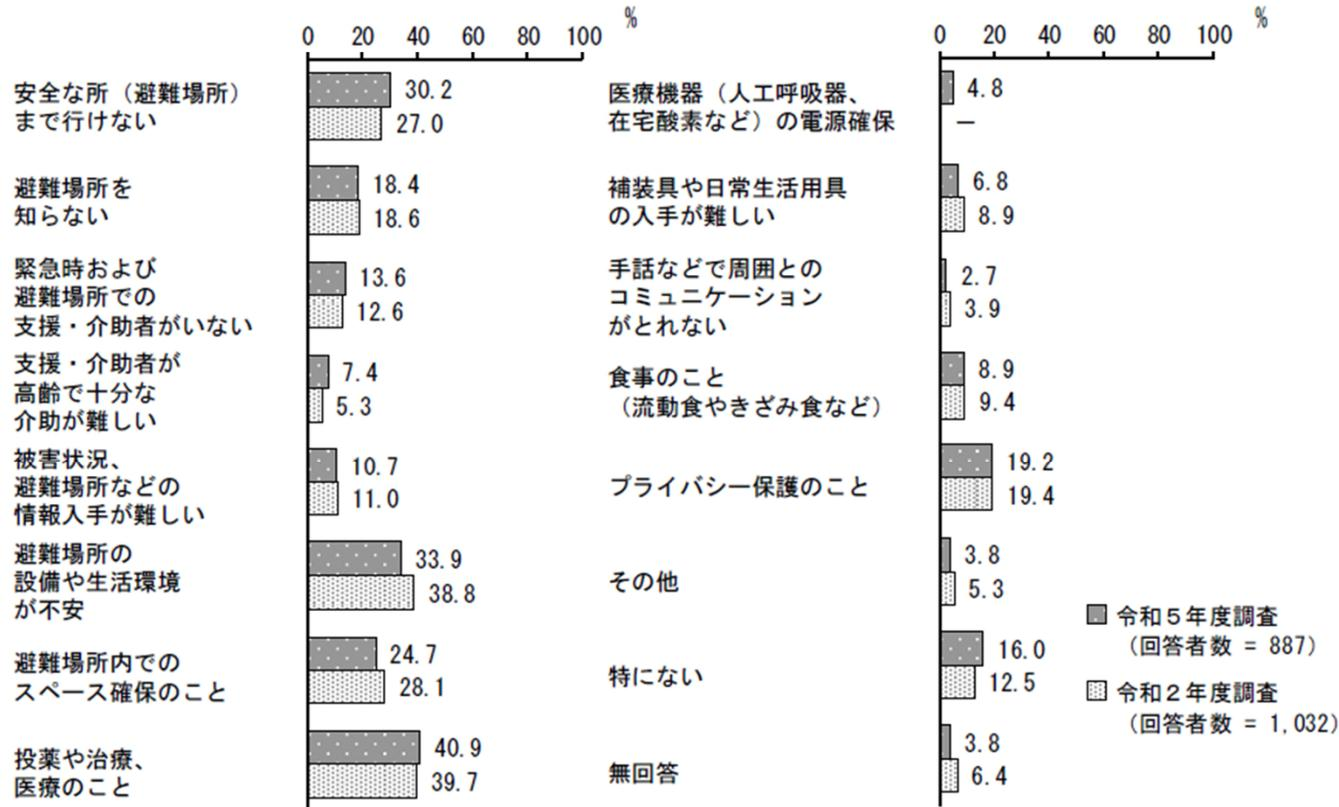 %
0 20 40 60 80 100
安全な所（避難場所）
まで行けない
30.2
27.0
避難場所を
知らない
18.4
18.6
緊急時および
避難場所での
支援・介助者がいない
13.6
12.6
支援・介助者が
高齢で十分な
介助が難しい
7.4
5.3
被害状況、
避難場所などの
情報入手が難しい
10.7
11.0
避難場所の
設備や生活環境
が不安
33.9
38.8
避難場所内での
スペース確保のこと
24.7
28.1
投薬や治療、
医療のこと
40.9
39.7
%
0 20 40 60 80 100
医療機器（人工呼吸器、
在宅酸素など）の電源確保
4.8
－
補装具や日常生活用具
の入手が難しい
6.8
8.9
手話などで周囲との
コミュニケーション
がとれない
2.7
3.9
食事のこと
（流動食やきざみ食など）
8.9
9.4
プライバシー保護のこと
19.2
19.4
その他
3.8
5.3
特にない
16.0
12.5
無回答
3.8
6.4
令和５年度調査
（回答者数 = 887）
令和２年度調査
（回答者数 = 1,032）